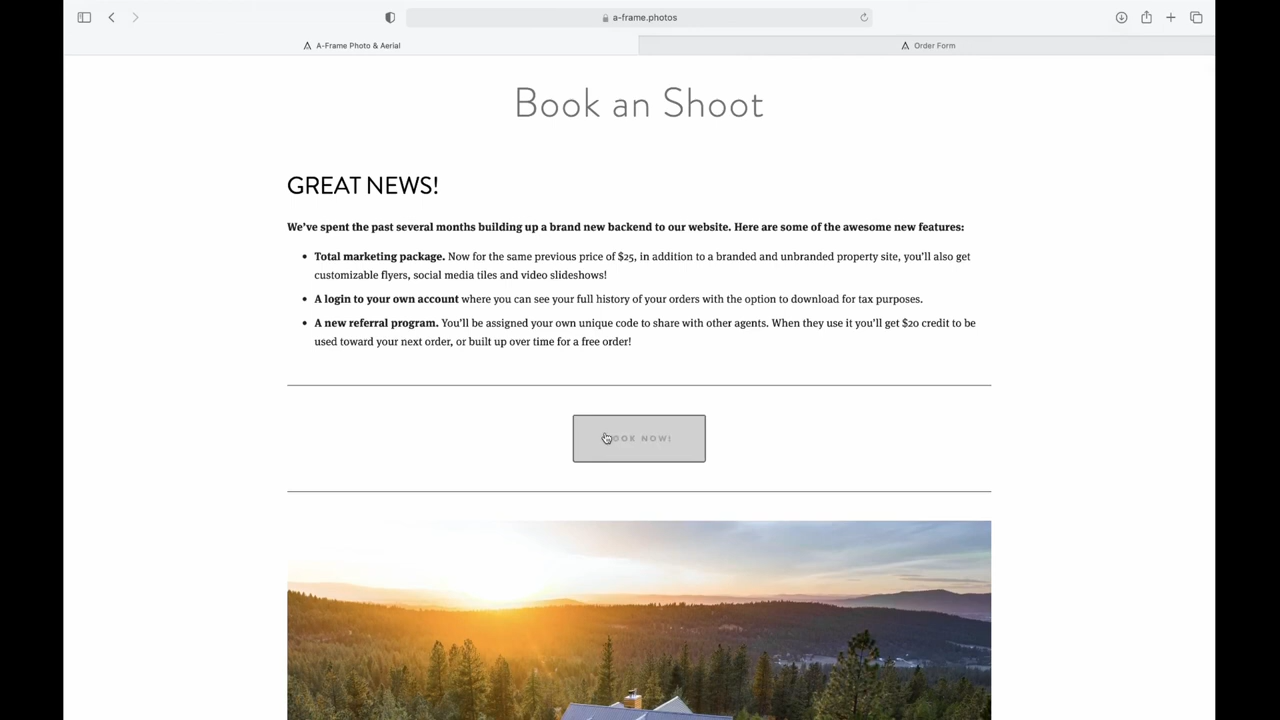 a-frame.photos
A-Frame Photo & Aerial
Order Form
Book an Shoot
GREAT NEWS!
We've spent the past several months building up a brand new backend to our website. Here are some of the awesome new features:
Total marketing package. Now for the same previous price of $25, in addition to a branded and unbranded property site, you'll also get
customizable flyers, social media tiles and video slideshows!
A login to your own account where you can see your full history of your orders with the option to download for tax purposes.
A new referral program. You'll be assigned your own unique code to share with other agents. When they use it you'll get $20 credit to be
used toward your next order, or built up over time for a free order!
BOOK NOW!